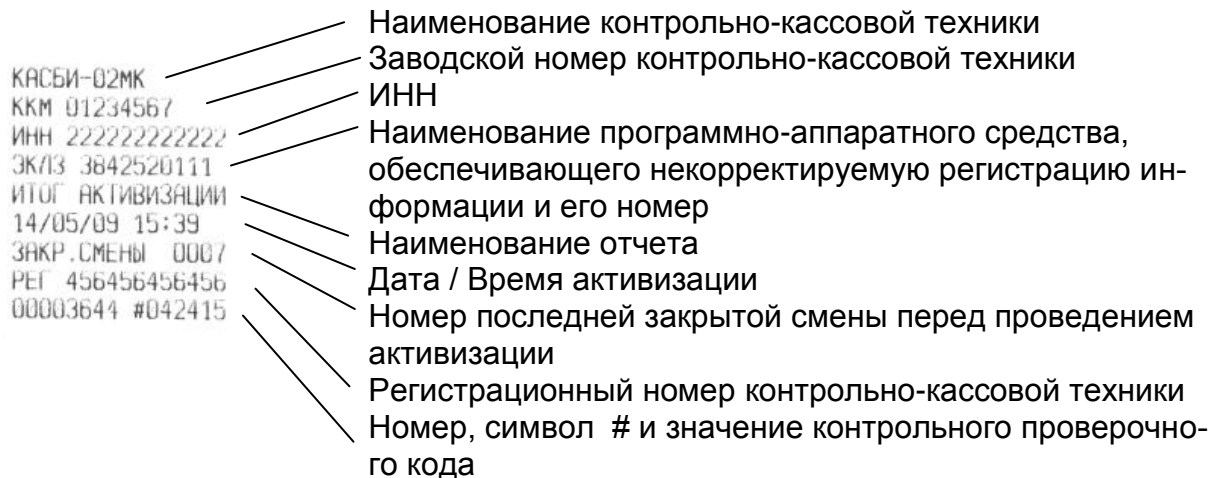 КАСБИ-02МК
ККМ 01234567
ИНН 222222222222
ЭКЛЗ 3842520111
ИТОГ АКТИВИЗАЦИИ
14/05/09 15:39
ЗАКР.СМЕНЫ 0007
РЕГ 456456456456
00003644 #042415
Наименование контрольно-кассовой техники
Заводской номер контрольно-кассовой техники
ИНН
Наименование программно-аппаратного средства,
обеспечивающего некорректируемую регистрацию ин-
формации и его номер
Наименование отчета
Дата / Время активизации
Номер последней закрытой смены перед проведением
активизации
Регистрационный номер контрольно-кассовой техники
Номер, символ # и значение контрольного проверочно-
го кода